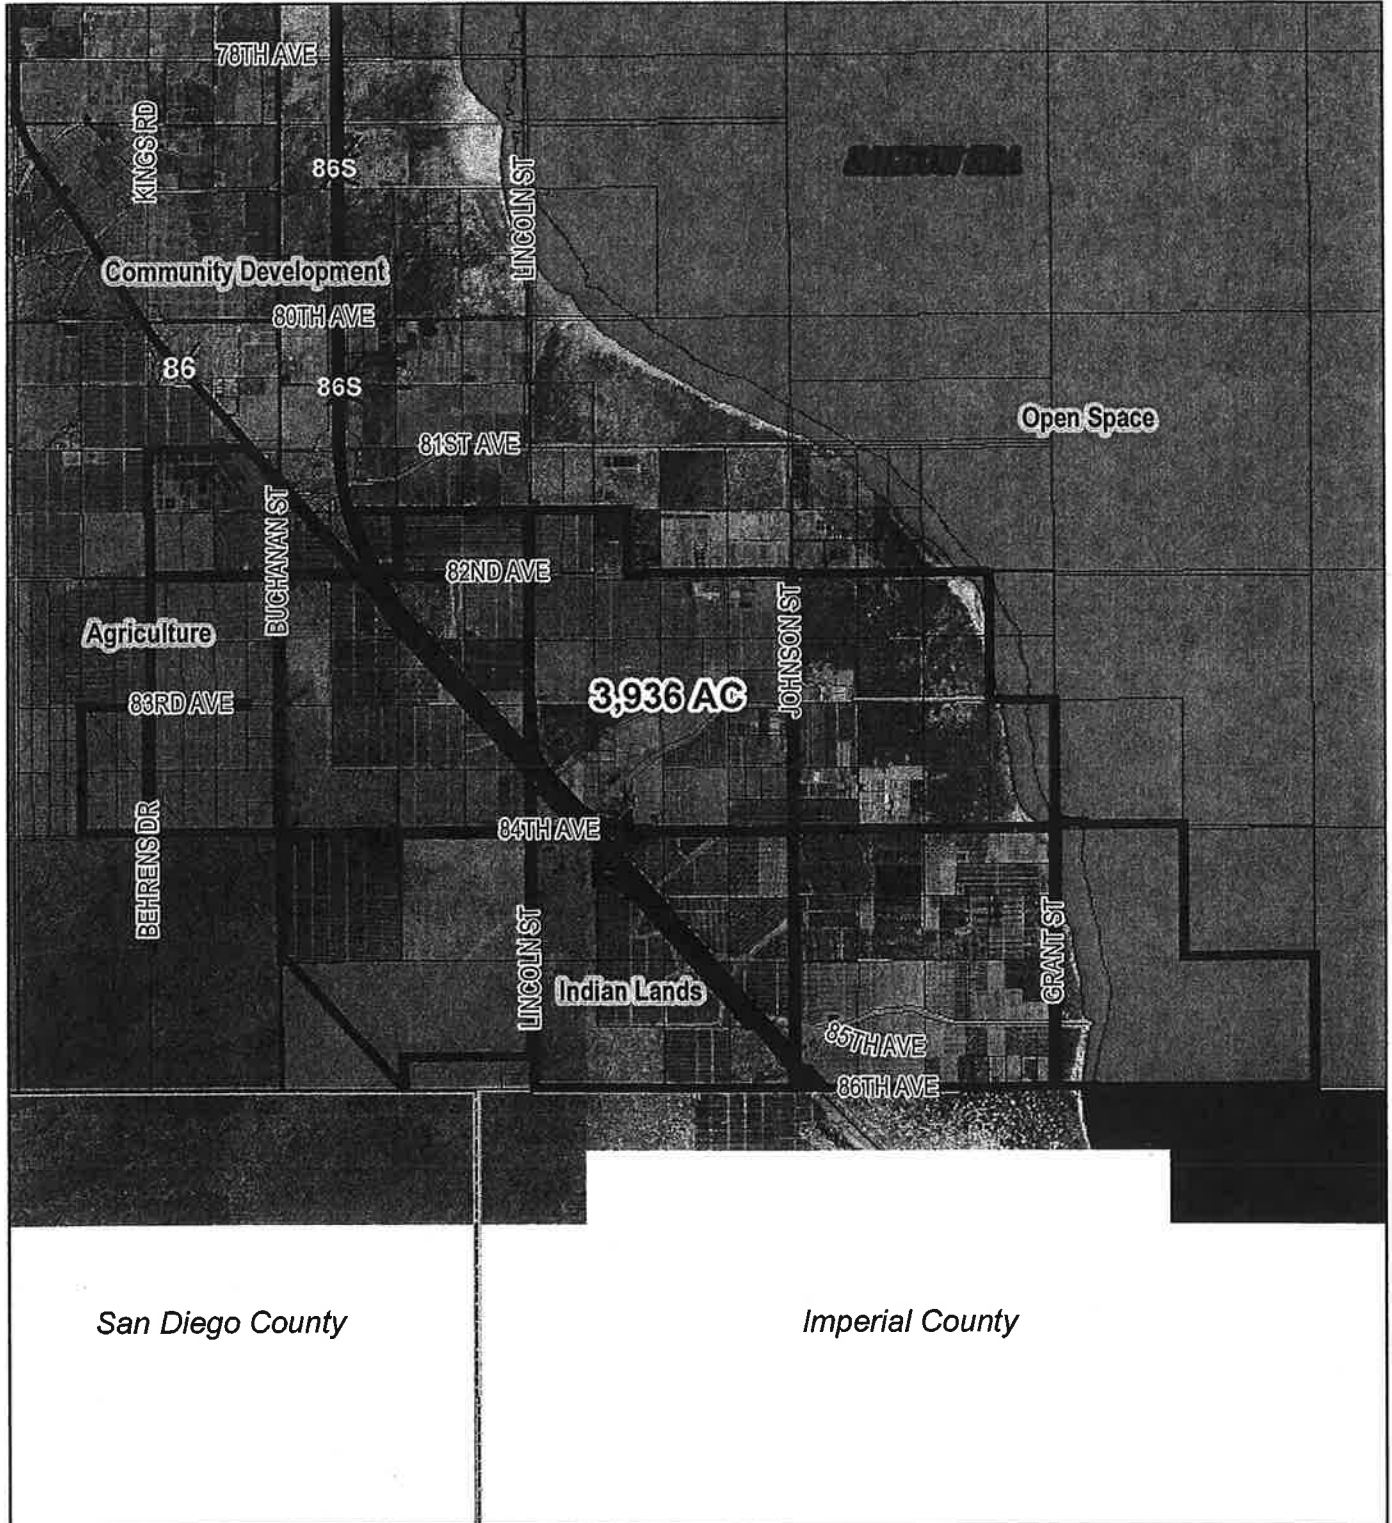 78TH AVE
KINGS RD
86S
LINCOLN ST
Community Development
80TH AVE
86
86S
Open Space
81ST AVE
BUCHANAN ST
82ND AVE
JOHNSON ST
Agriculture
3,936 AC
83RD AVE
BEHRENS DR
84TH AVE
LINCOLN ST
GRANT ST
Indian Lands
85TH AVE
86TH AVE
San Diego County
Imperial County